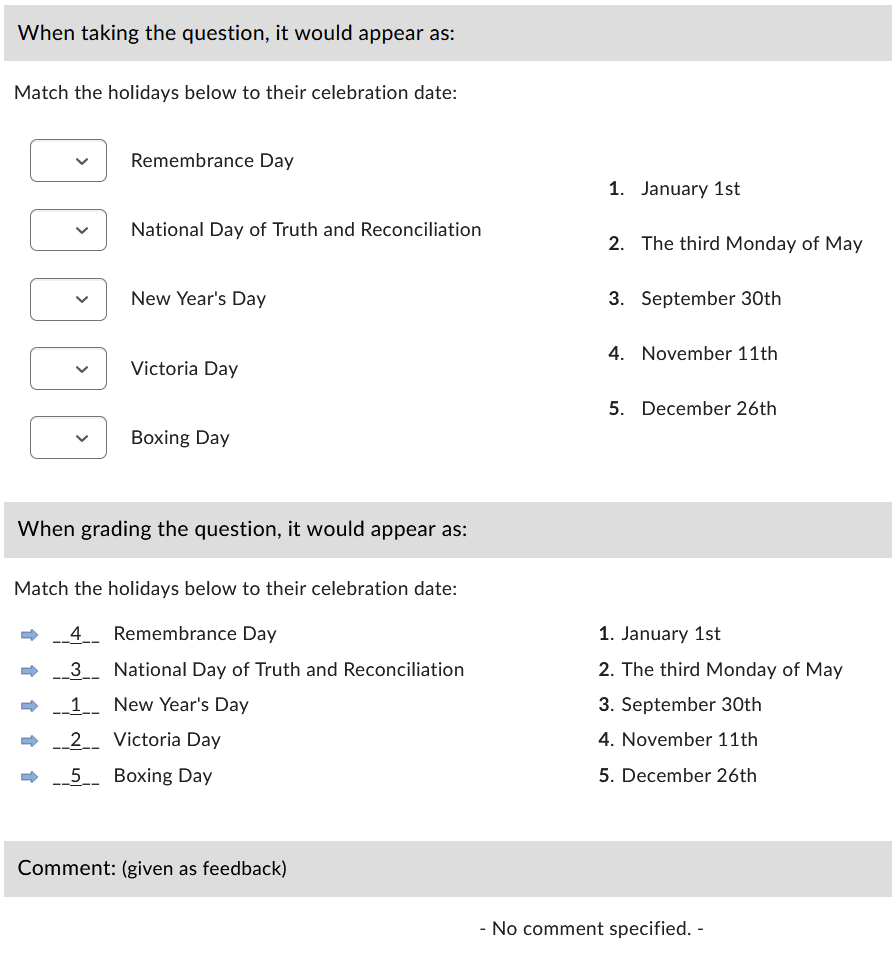 When taking the question, it would appear as:
Match the holidays below to their celebration date:
Remembrance Day
National Day of Truth and Reconciliation
New Year's Day
Victoria Day
Boxing Day
1. January 1st
2. The third Monday of May
3. September 30th
4. November 11th
5. December 26th
When grading the question, it would appear as:
Match the holidays below to their celebration date:
__4__ Remembrance Day
__3__ National Day of Truth and Reconciliation
__1__ New Year's Day
__2__ Victoria Day
__5__ Boxing Day
1. January 1st
2. The third Monday of May
3. September 30th
4. November 11th
5. December 26th
Comment: (given as feedback)
- No comment specified. -